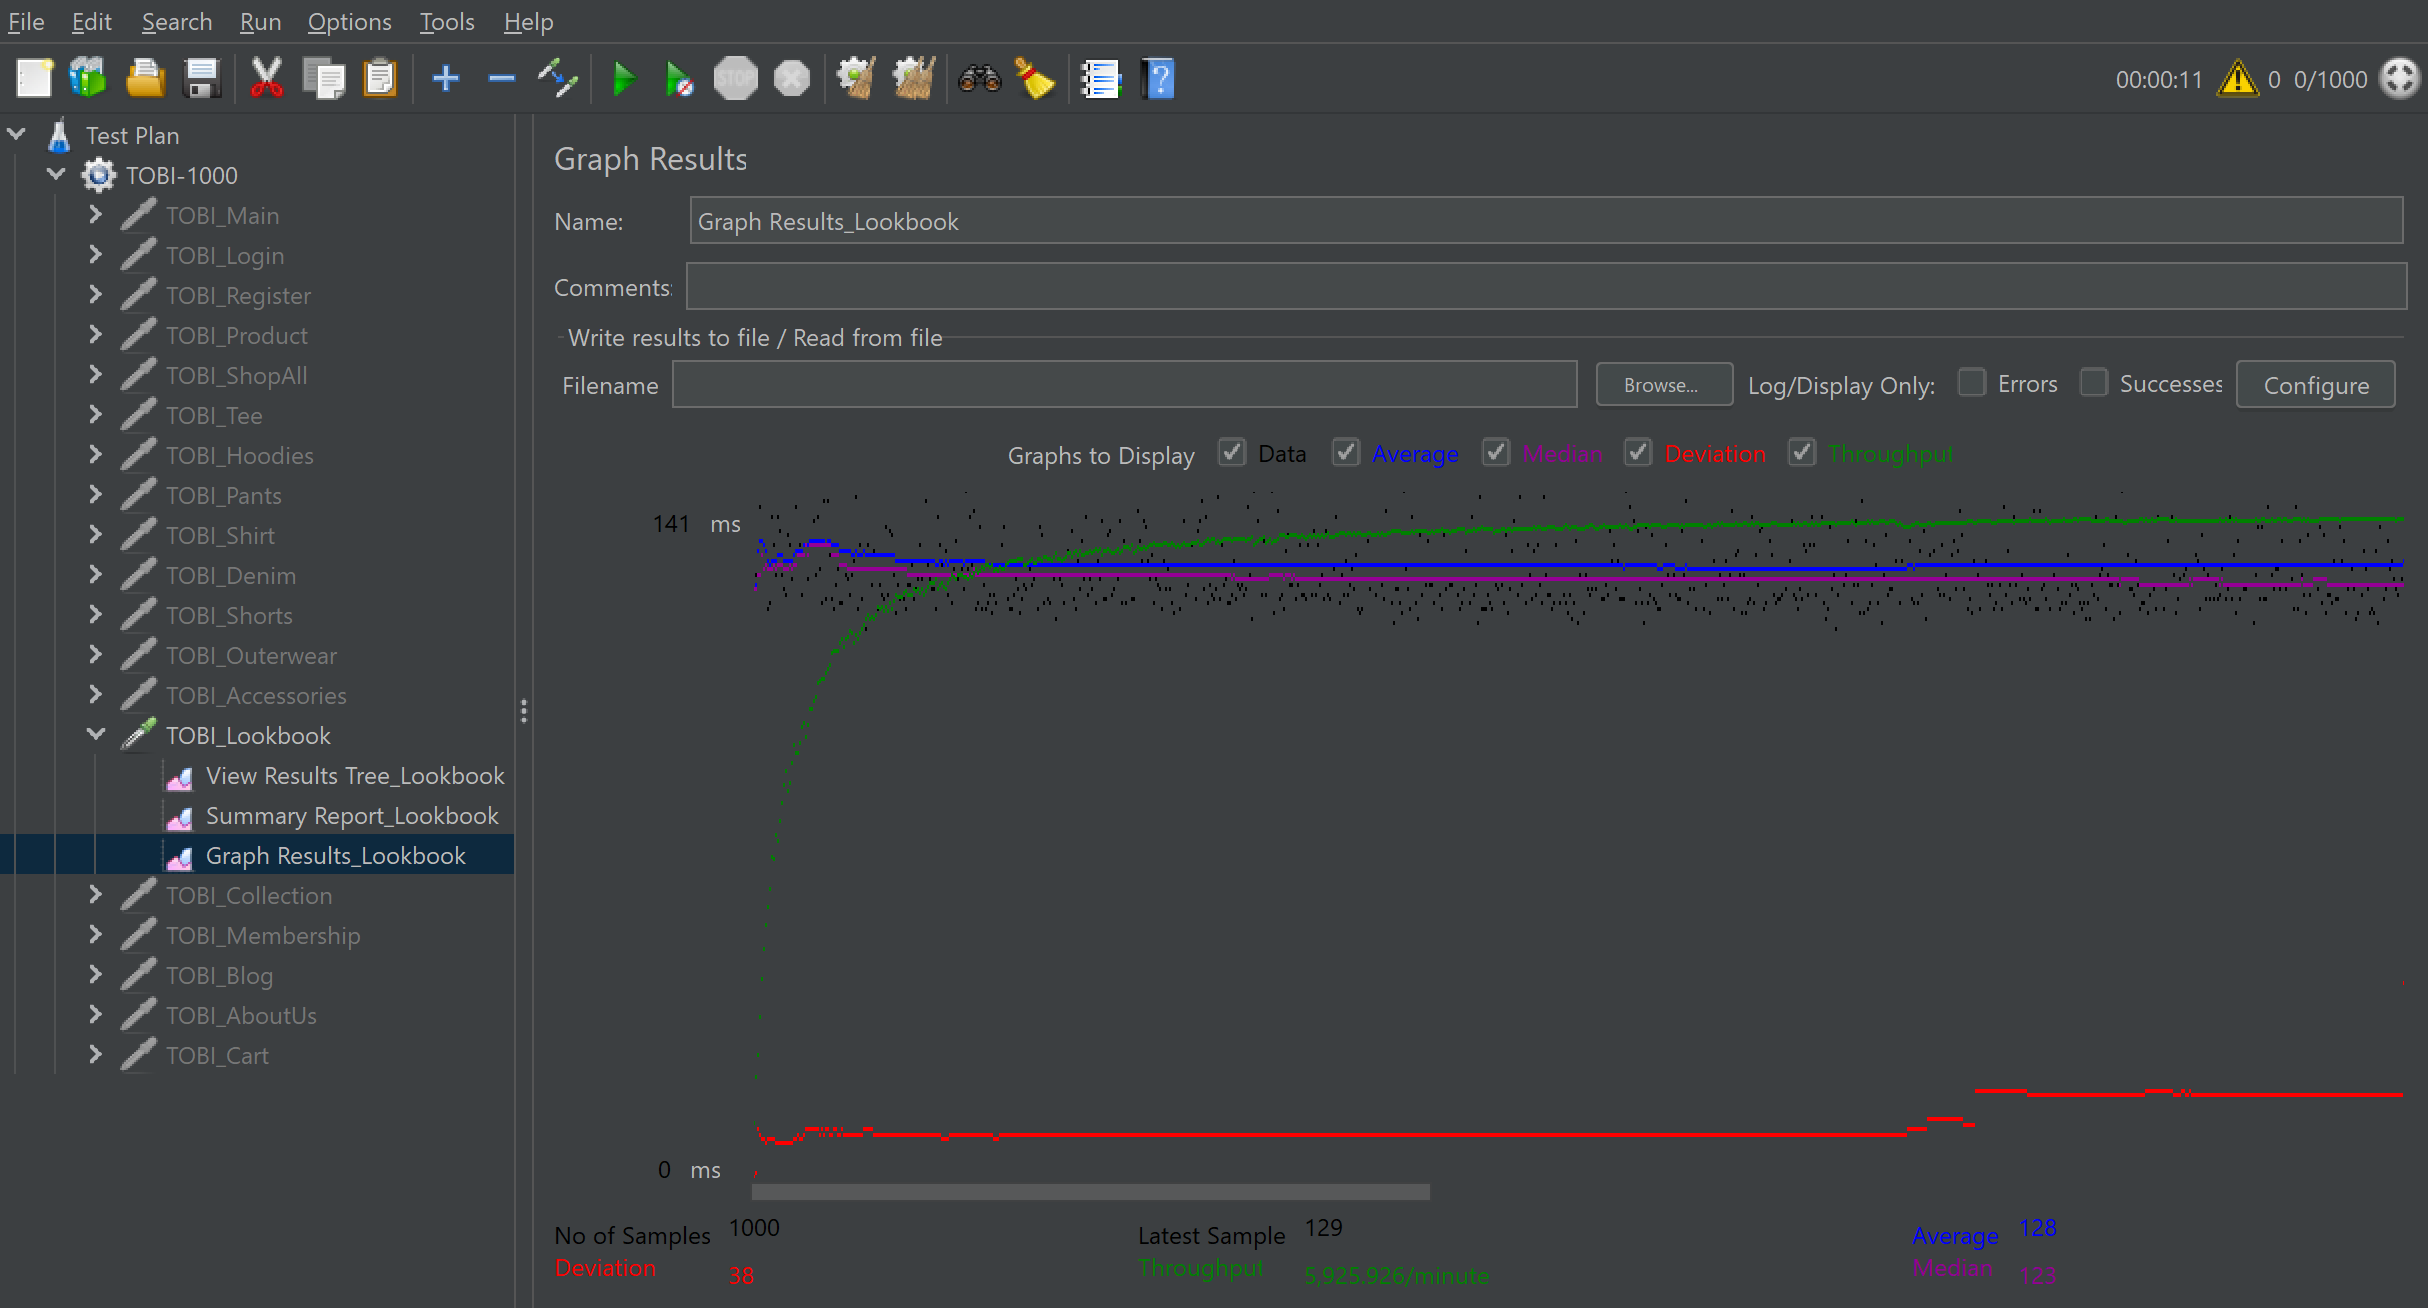 File Edit Search Run Options Tools Help
STOP
00:00:11 0 0/1000
Test Plan
TOBI-1000
TOBI_Main
TOBI_Login
TOBI_Register
TOBI_Product
TOBI_ShopAll
TOBI_Tee
TOBI_Hoodies
TOBI_Pants
TOBI_Shirt
TOBI_Denim
TOBI_Shorts
TOBI_Outerwear
TOBI_Accessories
TOBI_Lookbook
View Results Tree_Lookbook
Summary Report_Lookbook
Graph Results_Lookbook
TOBI_Collection
TOBI_Membership
TOBI_Blog
TOBI_AboutUs
TOBI_Cart
Graph Results
Name: Graph Results_Lookbook
Comments:
Write results to file / Read from file
Filename Browse... Log/Display Only: Errors Successes Configure
Graphs to Display Data Average Median Deviation Throughput
141 ms
0 ms
No of Samples 1000 Latest Sample 129 Average 128
Deviation 38 Throughput 5,925.926/minute Median 123